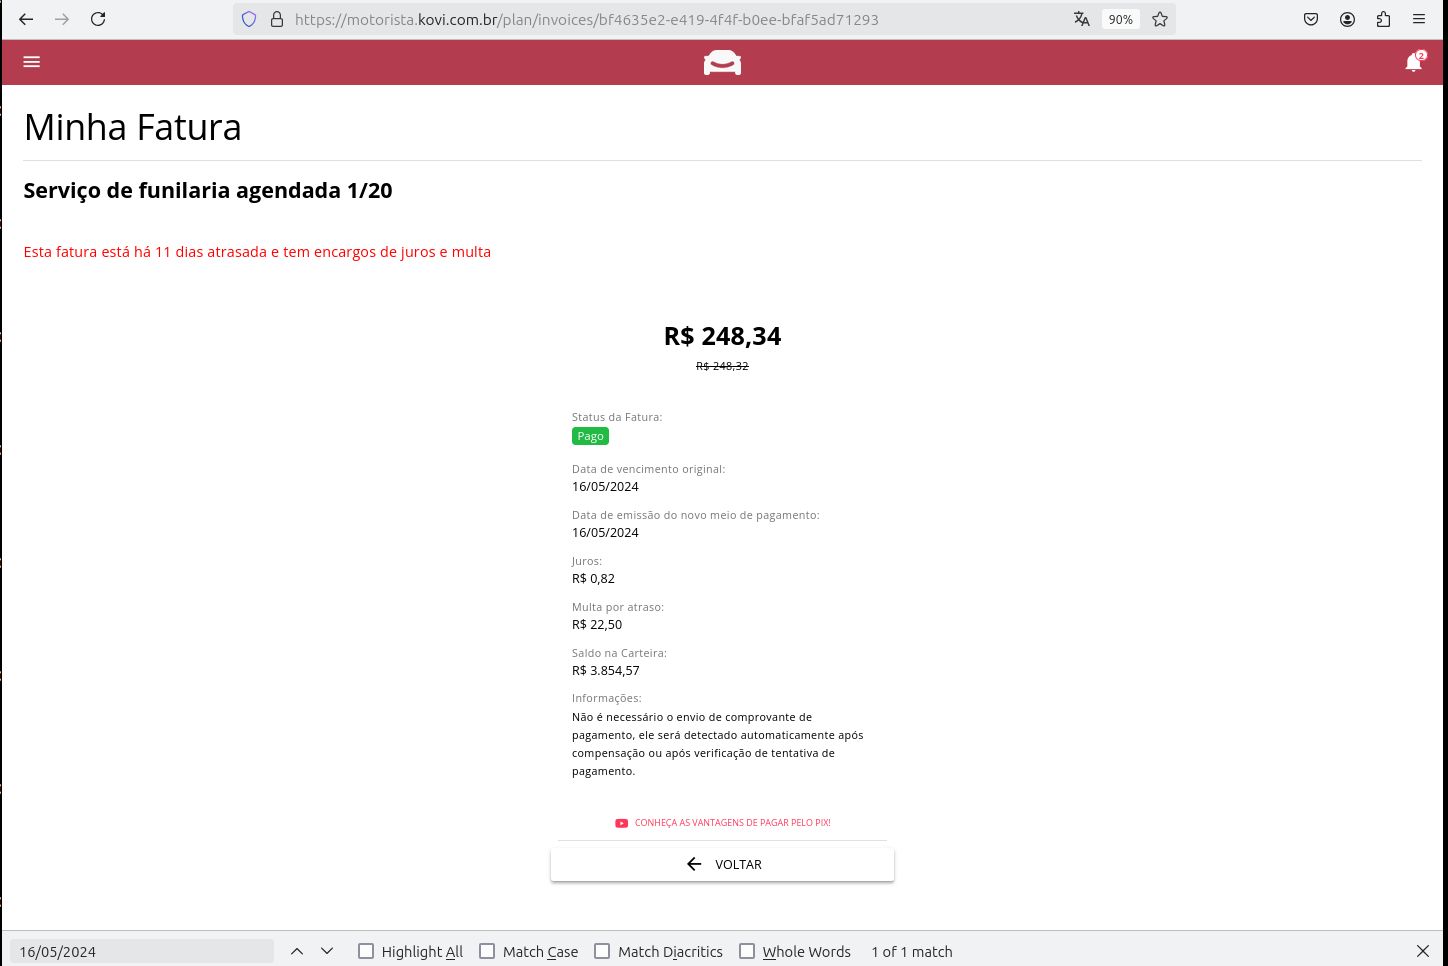 https://motorista.kovi.com.br/plan/invoices/bf4635e2-e419-4f4f-b0ee-bfaf5ad71293
90%
2
Minha Fatura
Serviço de funilaria agendada 1/20
Esta fatura está há 11 dias atrasada e tem encargos de juros e multa
R$ 248,34
R$ 248,32
Status da Fatura:
Pago
Data de vencimento original:
16/05/2024
Data de emissão do novo meio de pagamento:
16/05/2024
Juros:
R$ 0,82
Multa por atraso:
R$ 22,50
Saldo na Carteira:
R$ 3.854,57
Informações:
Não é necessário o envio de comprovante de
pagamento, ele será detectado automaticamente após
compensação ou após verificação de tentativa de
pagamento.
CONHEÇA AS VANTAGENS DE PAGAR PELO PIX!
VOLTAR
16/05/2024
Highlight All
Match Case
Match Diacritics
Whole Words
1 of 1 match